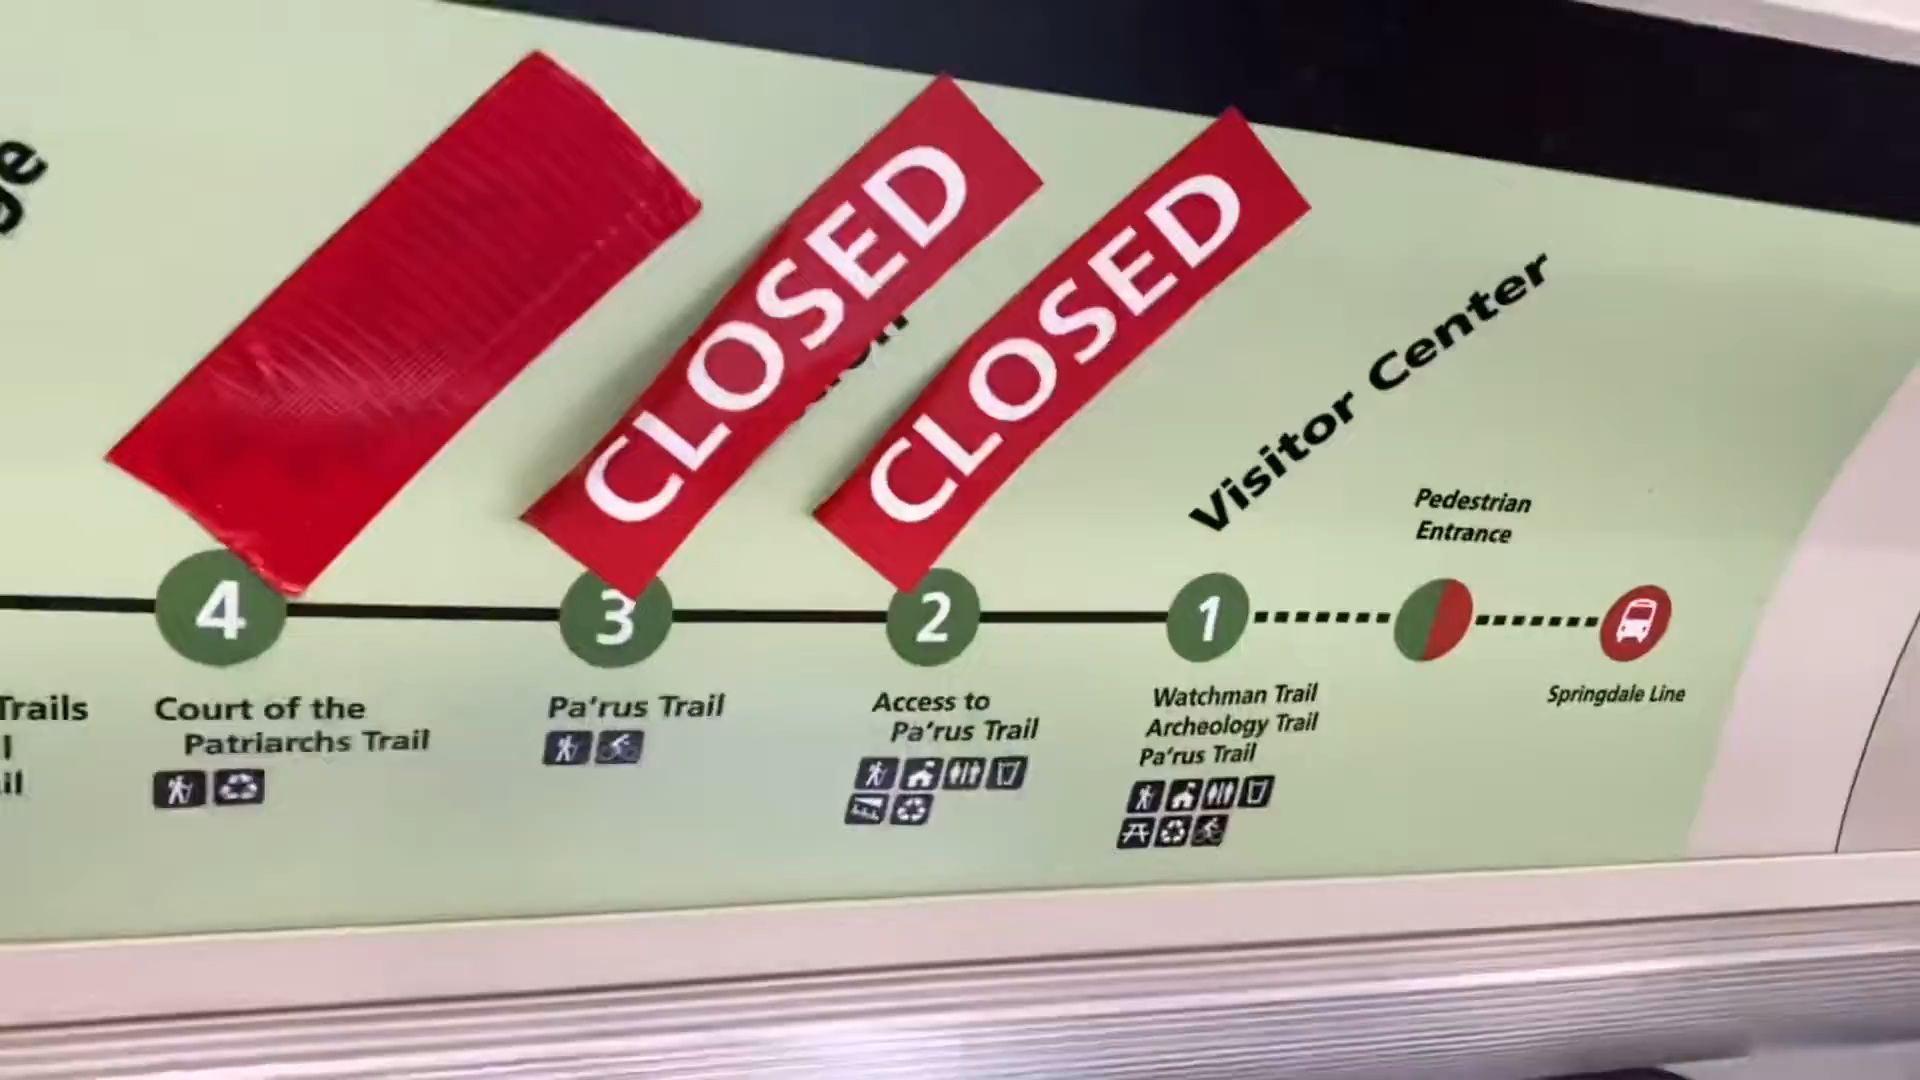 CLOSED
CLOSED
Visitor Center
Pedestrian
Entrance
4
3
2
1
Trails
Court of the
Patriarchs Trail
Pa'rus Trail
Access to
Pa'rus Trail
Watchman Trail
Archeology Trail
Pa'rus Trail
Springdale Line